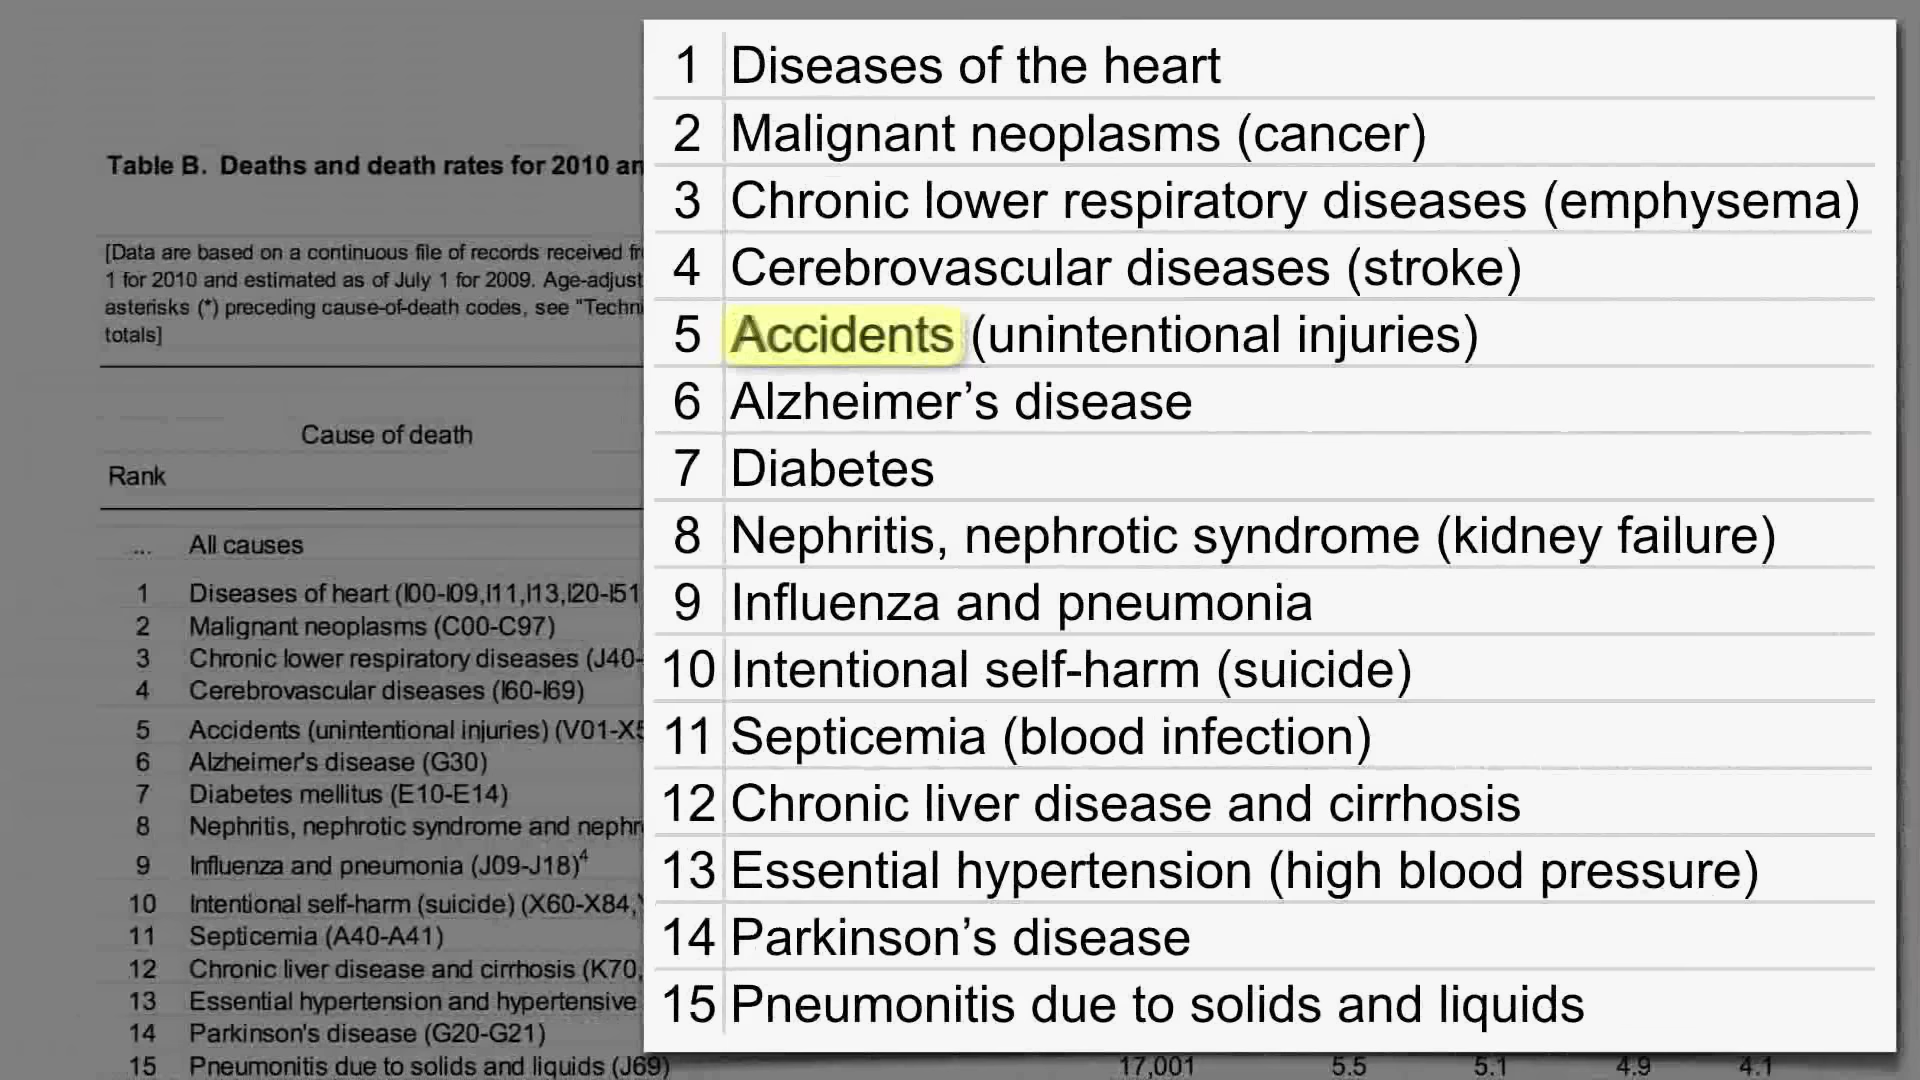 Table B. Deaths and death rates for 2010 an
[Data are based on a continuous file of records received fr
1 for 2010 and estimated as of July 1 for 2009. Age-adjust
asterisks (*) preceding cause-of-death codes, see "Techni
totals]
Cause of death
Rank
... All causes
1 Diseases of heart (I00-I09,I11,I13,I20-I51
2 Malignant neoplasms (C00-C97)
3 Chronic lower respiratory diseases (J40-
4 Cerebrovascular diseases (I60-I69)
5 Accidents (unintentional injuries) (V01-X5
6 Alzheimer's disease (G30)
7 Diabetes mellitus (E10-E14)
8 Nephritis, nephrotic syndrome and nephr
9 Influenza and pneumonia (J09-J18)4
10 Intentional self-harm (suicide) (X60-X84,
11 Septicemia (A40-A41)
12 Chronic liver disease and cirrhosis (K70,
13 Essential hypertension and hypertensive
14 Parkinson's disease (G20-G21)
15 Pneumonitis due to solids and liquids (J69) 17,001 5.5 5.1 4.9 4.1
1 Diseases of the heart
2 Malignant neoplasms (cancer)
3 Chronic lower respiratory diseases (emphysema)
4 Cerebrovascular diseases (stroke)
5 Accidents (unintentional injuries)
6 Alzheimer’s disease
7 Diabetes
8 Nephritis, nephrotic syndrome (kidney failure)
9 Influenza and pneumonia
10 Intentional self-harm (suicide)
11 Septicemia (blood infection)
12 Chronic liver disease and cirrhosis
13 Essential hypertension (high blood pressure)
14 Parkinson’s disease
15 Pneumonitis due to solids and liquids